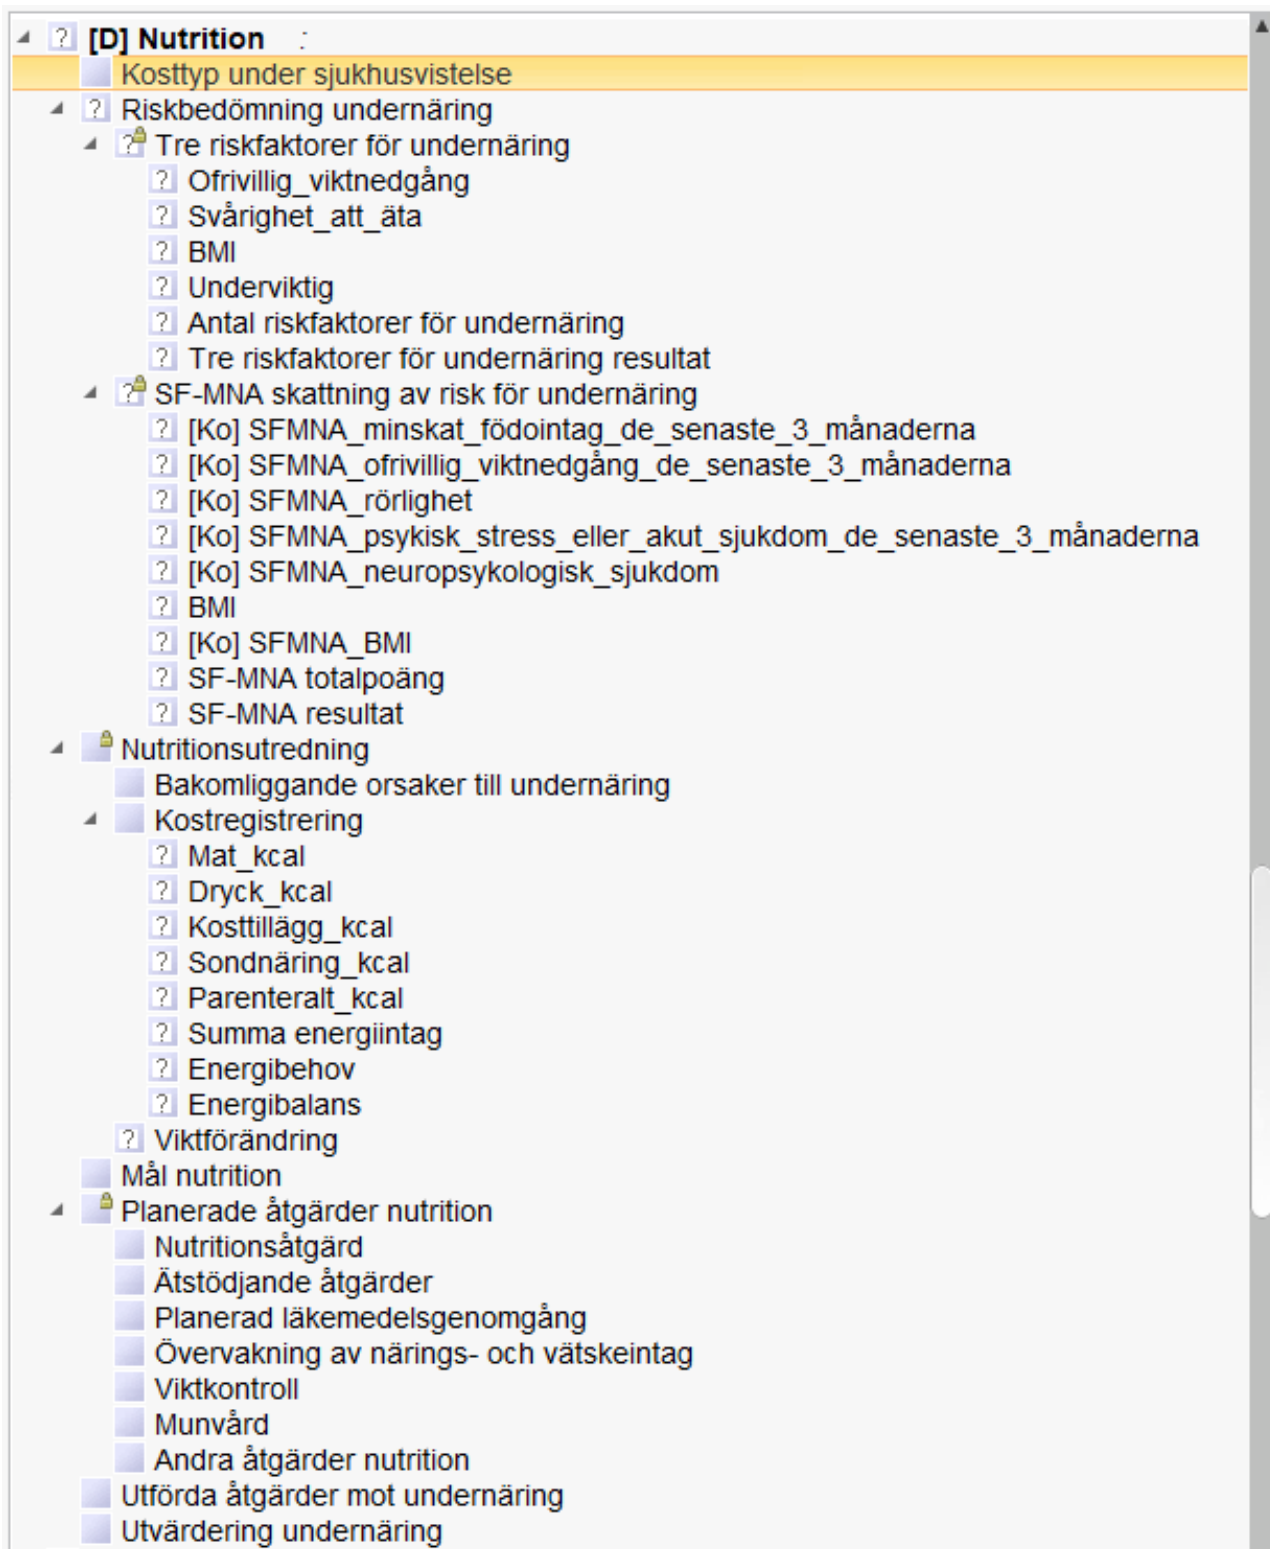 [D] Nutrition :
Kosttyp under sjukhusvistelse
Riskbedömning undernäring
Tre riskfaktorer för undernäring
Ofrivillig_viktnedgång
Svårighet_att_äta
BMI
Underviktig
Antal riskfaktorer för undernäring
Tre riskfaktorer för undernäring resultat
SF-MNA skattning av risk för undernäring
[Ko] SFMNA_minskat_födointag_de_senaste_3_månaderna
[Ko] SFMNA_ofrivillig_viktnedgång_de_senaste_3_månaderna
[Ko] SFMNA_rörlighet
[Ko] SFMNA_psykisk_stress_eller_akut_sjukdom_de_senaste_3_månaderna
[Ko] SFMNA_neuropsykologisk_sjukdom
BMI
[Ko] SFMNA_BMI
SF-MNA totalpoäng
SF-MNA resultat
Nutritionsutredning
Bakomliggande orsaker till undernäring
Kostregistrering
Mat_kcal
Dryck_kcal
Kosttillägg_kcal
Sondnäring_kcal
Parenteralt_kcal
Summa energiintag
Energibehov
Energibalans
Viktförändring
Mål nutrition
Planerade åtgärder nutrition
Nutritionsåtgärd
Ätstödjande åtgärder
Planerad läkemedelsgenomgång
Övervakning av närings- och vätskeintag
Viktkontroll
Munvård
Andra åtgärder nutrition
Utförda åtgärder mot undernäring
Utvärdering undernäring